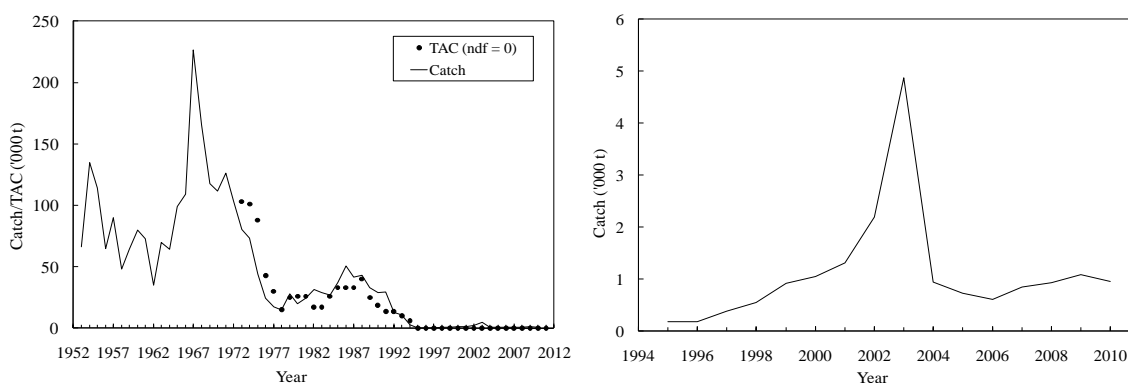 250
200
150
100
50
0
Catch/TAC ('000 t)
TAC (ndf = 0)
Catch
1952 1957 1962 1967 1972 1977 1982 1987 1992 1997 2002 2007 2012
Year
6
5
4
3
2
1
0
Catch ('000 t)
1994 1996 1998 2000 2002 2004 2006 2008 2010
Year